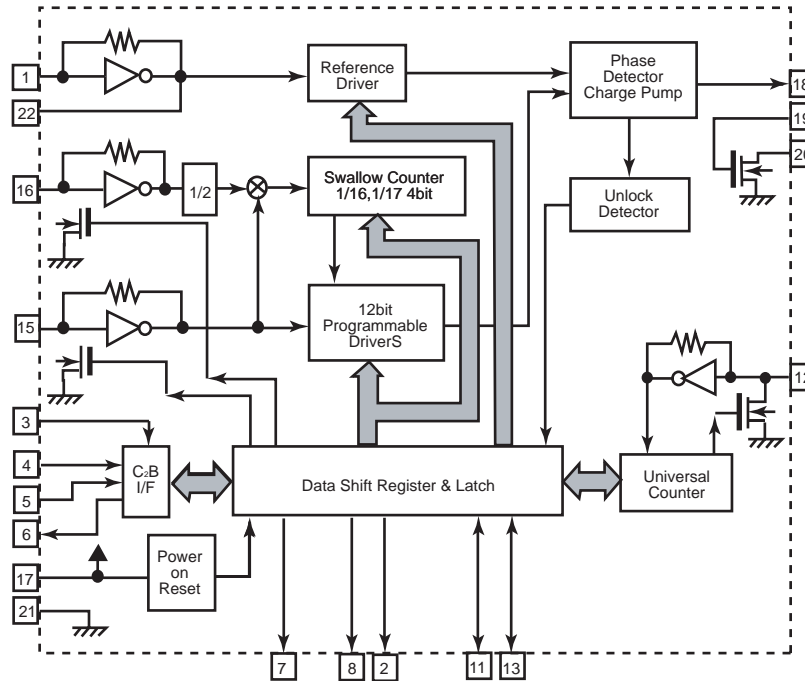 1
Reference
Driver
Phase
Detector
Charge Pump
18
22
19
20
16
1/2
Swallow Counter
1/16,1/17 4bit
Unlock
Detector
15
12bit
Programmable
DriverS
12
3
4
C2B
I/F
5
6
Data Shift Register & Latch
Universal
Counter
17
Power
on
Reset
21
7
8
2
11
13